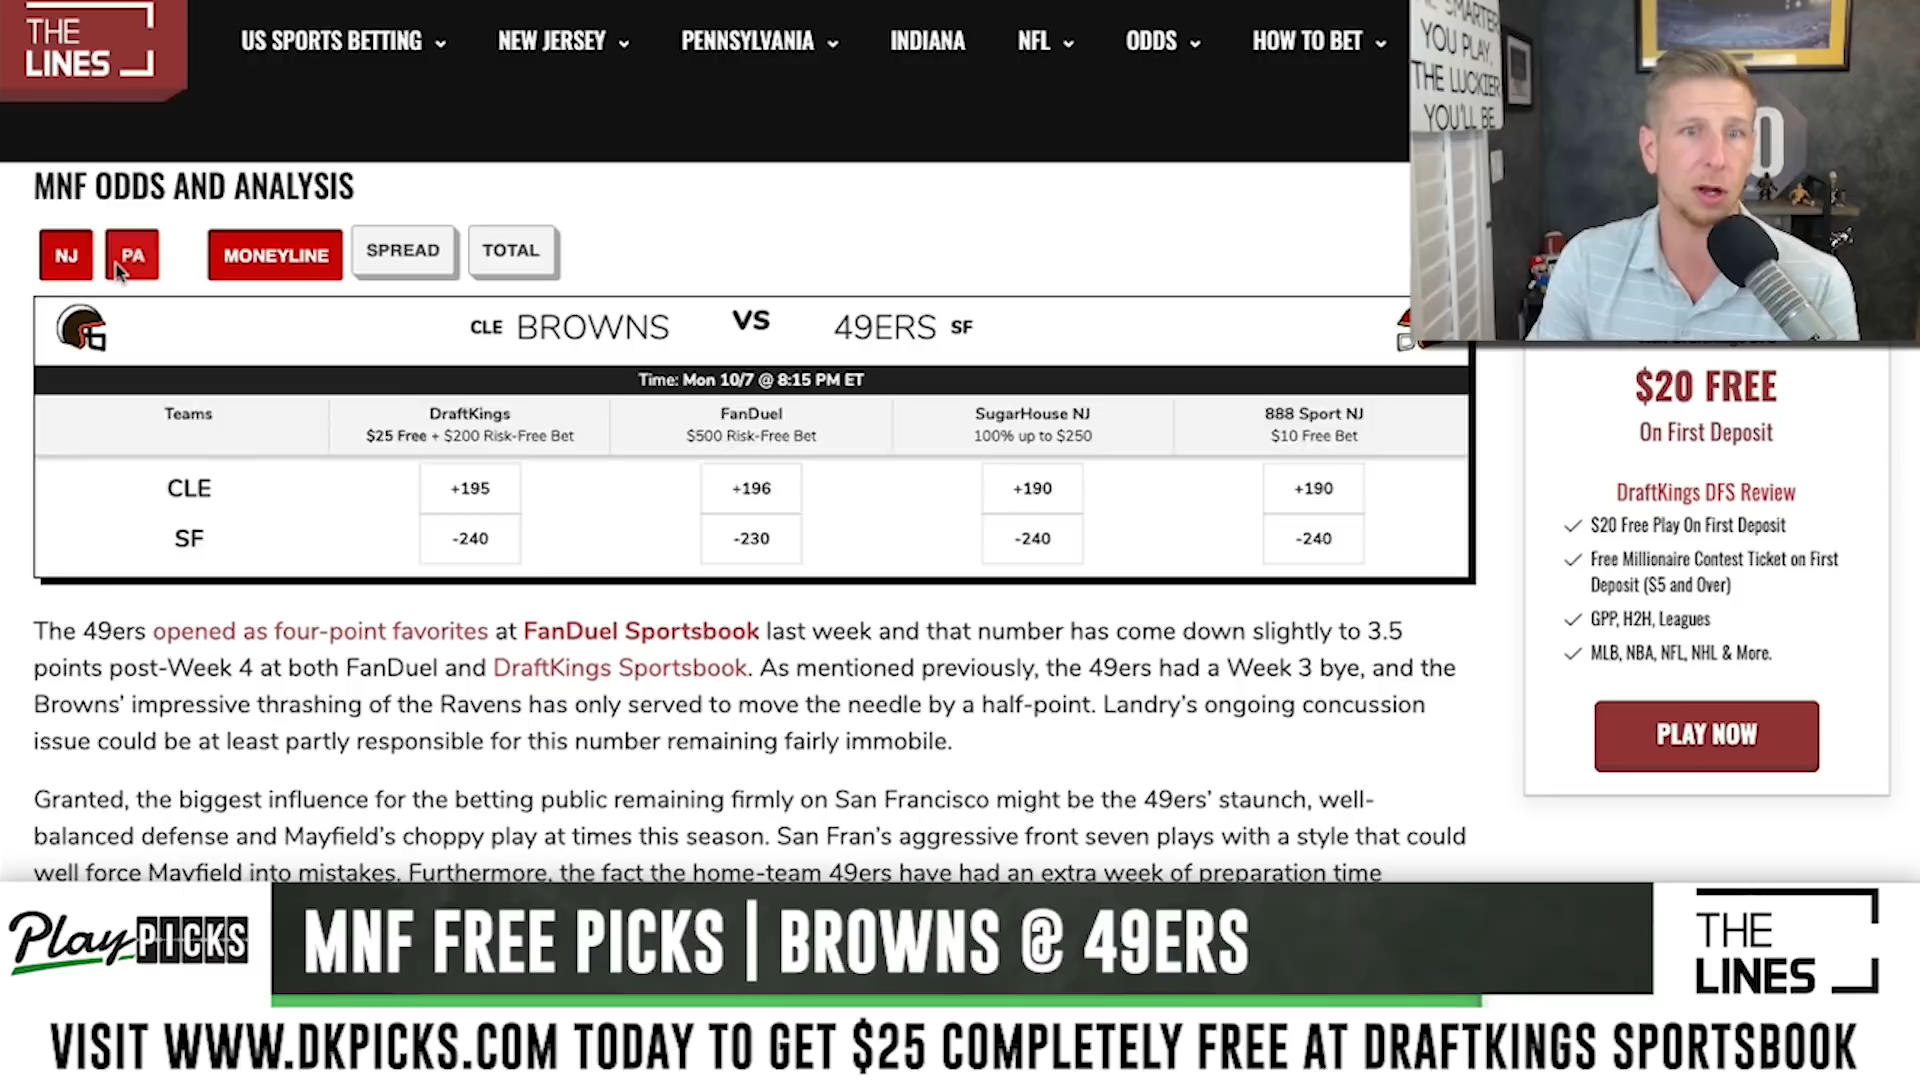 THE
LINES
US SPORTS BETTING
NEW JERSEY
PENNSYLVANIA
INDIANA
NFL
ODDS
HOW TO BET
SMARTER
YOU PLAY,
THE LUCKIER
YOU'LL BE
MNF ODDS AND ANALYSIS
NJ
PA
MONEYLINE
SPREAD
TOTAL
CLE BROWNS VS 49ERS SF
Time: Mon 10/7 @ 8:15 PM ET
Teams
DraftKings
FanDuel
SugarHouse NJ
888 Sport NJ
$25 Free + $200 Risk-Free Bet
$500 Risk-Free Bet
100% up to $250
$10 Free Bet
CLE +195 +196 +190 +190
SF -240 -230 -240 -240
The 49ers opened as four-point favorites at FanDuel Sportsbook last week and that number has come down slightly to 3.5
points post-Week 4 at both FanDuel and DraftKings Sportsbook. As mentioned previously, the 49ers had a Week 3 bye, and the
Browns' impressive thrashing of the Ravens has only served to move the needle by a half-point. Landry's ongoing concussion
issue could be at least partly responsible for this number remaining fairly immobile.
Granted, the biggest influence for the betting public remaining firmly on San Francisco might be the 49ers' staunch, well-
balanced defense and Mayfield's choppy play at times this season. San Fran's aggressive front seven plays with a style that could
well force Mayfield into mistakes. Furthermore, the fact the home-team 49ers have had an extra week of preparation time
$20 FREE
On First Deposit
DraftKings DFS Review
$20 Free Play On First Deposit
Free Millionaire Contest Ticket on First
Deposit ($5 and Over)
GPP, H2H, Leagues
MLB, NBA, NFL, NHL & More.
PLAY NOW
Play PICKS
MNF FREE PICKS | BROWNS @ 49ERS
THE
LINES
VISIT WWW.DKPICKS.COM TODAY TO GET $25 COMPLETELY FREE AT DRAFTKINGS SPORTSBOOK